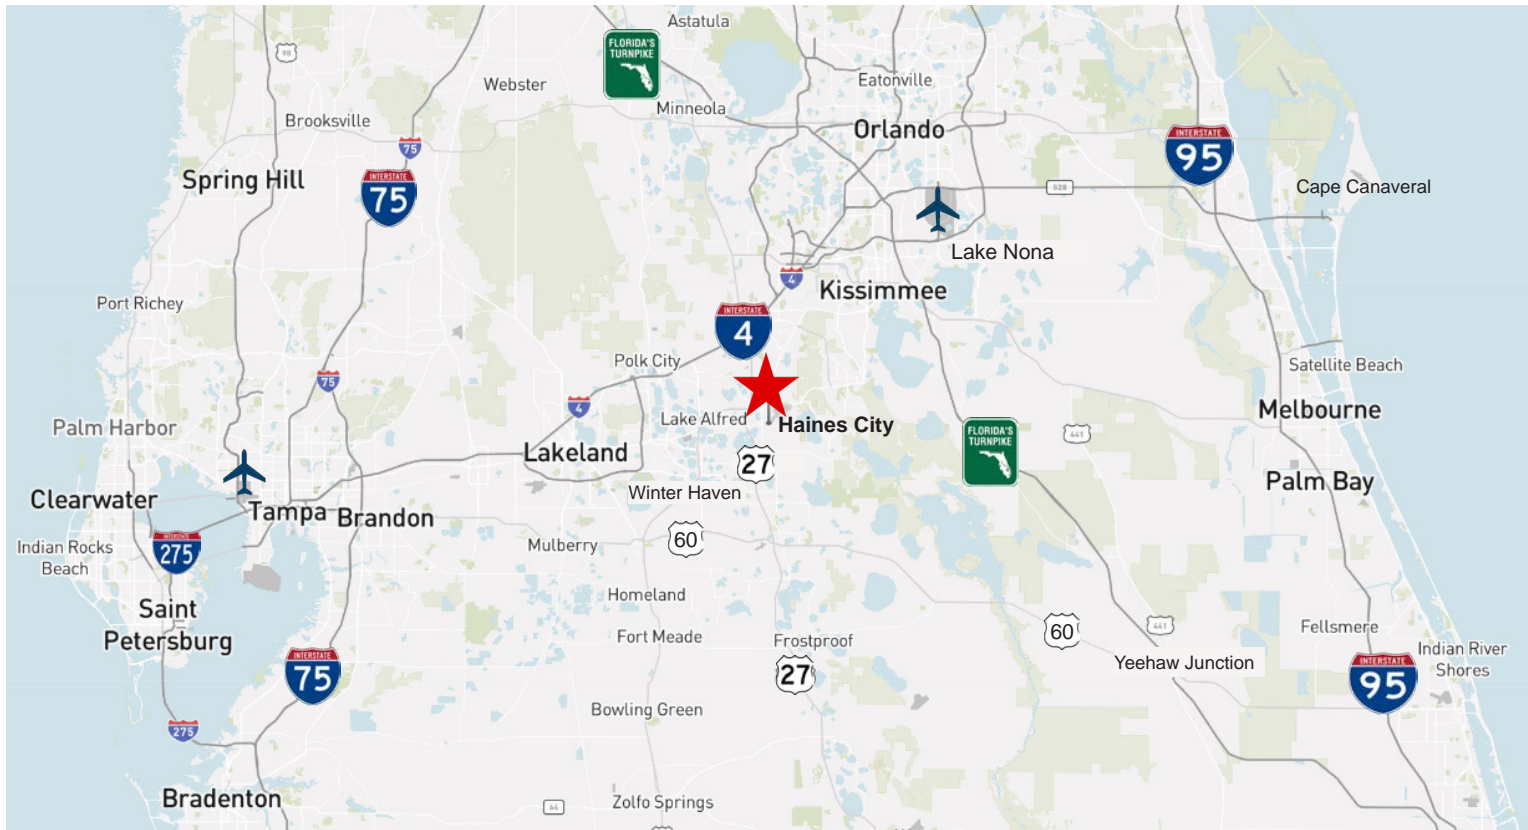 Astatula
98
FLORIDA'S
TURNPIKE
Webster
Eatonville
Minneola
Brooksville
Orlando
75
INTERSTATE
95
INTERSTATE
75
Spring Hill
528
Cape Canaveral
Lake Nona
4
Kissimmee
Port Richey
INTERSTATE
4
Polk City
Satellite Beach
75
4
Melbourne
Lake Alfred
Haines City
Palm Harbor
FLORIDA'S
TURNPIKE
441
Lakeland
27
Palm Bay
Winter Haven
Clearwater
Tampa
Brandon
60
Mulberry
INTERSTATE
275
Indian Rocks
Beach
Homeland
Saint
Petersburg
Fort Meade
Frostproof
60
441
Fellsmere
Indian River
Shores
Yeehaw Junction
INTERSTATE
75
27
INTERSTATE
95
Bowling Green
275
Bradenton
64
Zolfo Springs